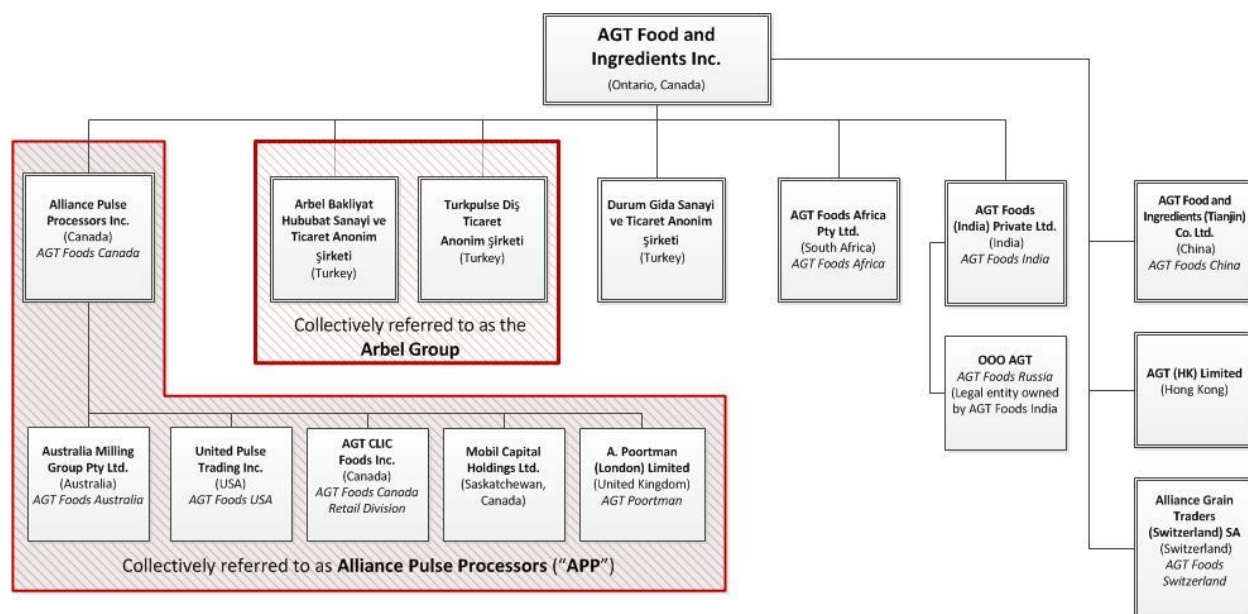 AGT Food and
Ingredients Inc.
(Ontario, Canada)
Alliance Pulse
Processors Inc.
(Canada)
AGT Foods Canada
Arbel Bakliyat
Hububat Sanayi ve
Ticaret Anonim
Şirketi
(Turkey)
Turkpulse Diş
Ticaret
Anonim Şirketi
(Turkey)
Collectively referred to as the
Arbel Group
Durum Gida Sanayi
ve Ticaret Anonim
Şirketi
(Turkey)
AGT Foods Africa
Pty Ltd.
(South Africa)
AGT Foods Africa
AGT Foods
(India) Private Ltd.
(India)
AGT Foods India
AGT Food and
Ingredients (Tianjin)
Co. Ltd.
(China)
AGT Foods China
OOO AGT
AGT Foods Russia
(Legal entity owned
by AGT Foods India
AGT (HK) Limited
(Hong Kong)
Australia Milling
Group Pty Ltd.
(Australia)
AGT Foods Australia
United Pulse
Trading Inc.
(USA)
AGT Foods USA
AGT CLIC
Foods Inc.
(Canada)
AGT Foods Canada
Retail Division
Mobil Capital
Holdings Ltd.
(Saskatchewan,
Canada)
A. Poortman
(London) Limited
(United Kingdom)
AGT Poortman
Alliance Grain
Traders
(Switzerland) SA
(Switzerland)
AGT Foods
Switzerland
Collectively referred to as Alliance Pulse Processors (“APP”)